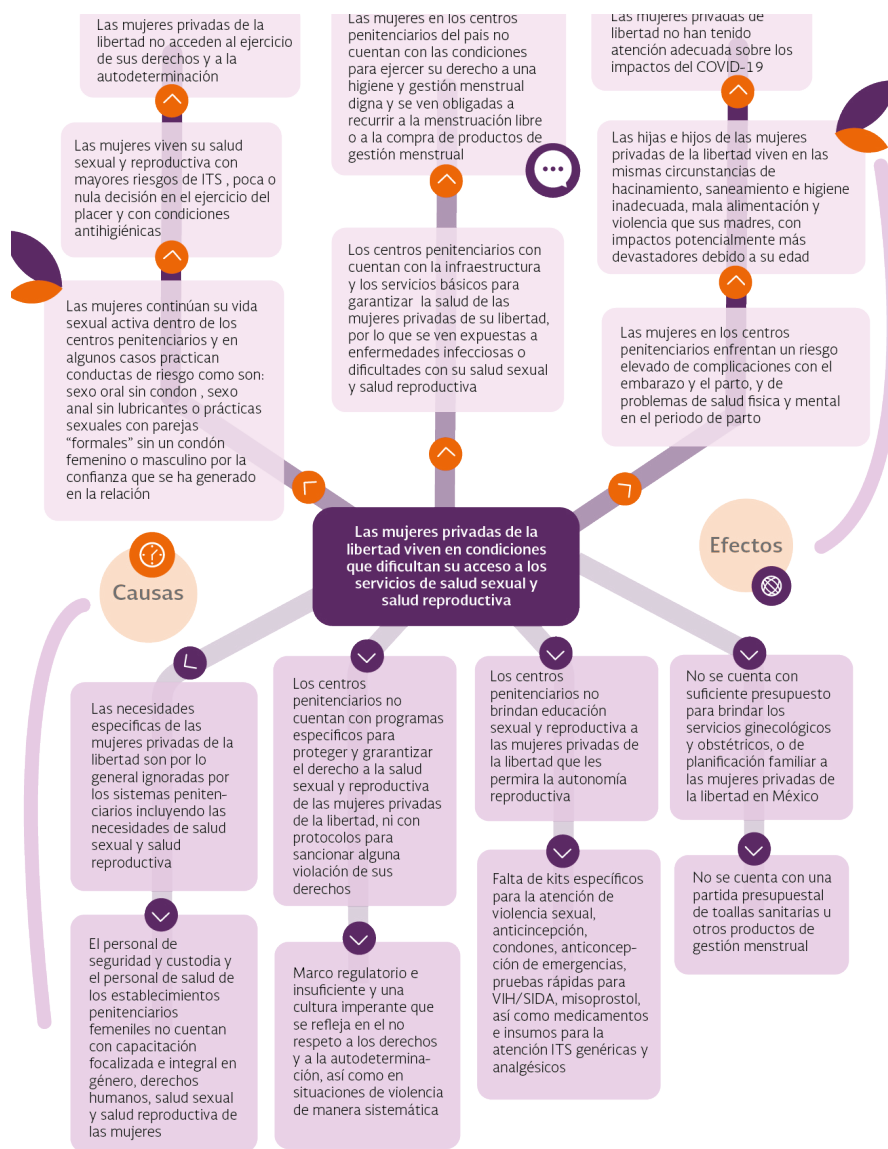 Las mujeres privadas de la
libertad no acceden al ejercicio
de sus derechos y a la
autodeterminación
Las mujeres viven su salud
sexual y reproductiva con
mayores riesgos de ITS , poca o
nula decisión en el ejercicio del
placer y con condiciones
antihigiénicas
Las mujeres continúan su vida
sexual activa dentro de los
centros penitenciarios y en
algunos casos practican
conductas de riesgo como son:
sexo oral sin condon , sexo
anal sin lubricantes o prácticas
sexuales con parejas
“formales” sin un condón
femenino o masculino por la
confianza que se ha generado
en la relación
Las mujeres en los centros
penitenciarios del pais no
cuentan con las condiciones
para ejercer su derecho a una
higiene y gestión menstrual
digna y se ven obligadas a
recurrir a la menstruación libre
o a la compra de productos de
gestión menstrual
Los centros penitenciarios con
cuentan con la infraestructura
y los servicios básicos para
garantizar la salud de las
mujeres privadas de su libertad,
por lo que se ven expuestas a
enfermedades infecciosas o
dificultades con su salud sexual
y salud reproductiva
Las mujeres privadas de
libertad no han tenido
atención adecuada sobre los
impactos del COVID-19
Las hijas e hijos de las mujeres
privadas de la libertad viven en las
mismas circunstancias de
hacinamiento, saneamiento e higiene
inadecuada, mala alimentación y
violencia que sus madres, con
impactos potencialmente más
devastadores debido a su edad
Las mujeres en los centros
penitenciarios enfrentan un riesgo
elevado de complicaciones con el
embarazo y el parto, y de
problemas de salud fisica y mental
en el periodo de parto
Las mujeres privadas de la
libertad viven en condiciones
que dificultan su acceso a los
servicios de salud sexual y
salud reproductiva
Efectos
Causas
Las necesidades
especificas de las
mujeres privadas de la
libertad son por lo
general ignoradas por
los sistemas peniten-
ciarios incluyendo las
necesidades de salud
sexual y salud
reproductiva
El personal de
seguridad y custodia y
el personal de salud de
los establecimientos
penitenciarios
femeniles no cuentan
con capacitación
focalizada e integral en
género, derechos
humanos, salud sexual
y salud reproductiva de
las mujeres
Los centros
penitenciarios no
cuentan con programas
especificos para
proteger y grarantizar
el derecho a la salud
sexual y reproductiva
de las mujeres privadas
de la libertad, ni con
protocolos para
sancionar alguna
violación de sus
derechos
Marco regulatorio e
insuficiente y una
cultura imperante que
se refleja en el no
respeto a los derechos
y a la autodetermina-
ción, así como en
situaciones de violencia
de manera sistemática
Los centros
penitenciarios no
brindan educación
sexual y reproductiva a
las mujeres privadas de
la libertad que les
permira la autonomía
reproductiva
Falta de kits específicos
para la atención de
violencia sexual,
anticincepción,
condones, anticoncep-
ción de emergencias,
pruebas rápidas para
VIH/SIDA, misoprostol,
así como medicamentos
e insumos para la
atención ITS genéricas y
analgésicos
No se cuenta con
suficiente presupuesto
para brindar los
servicios ginecológicos
y obstétricos, o de
planificación familiar a
las mujeres privadas de
la libertad en México
No se cuenta con una
partida presupuestal
de toallas sanitarias u
otros productos de
gestión menstrual